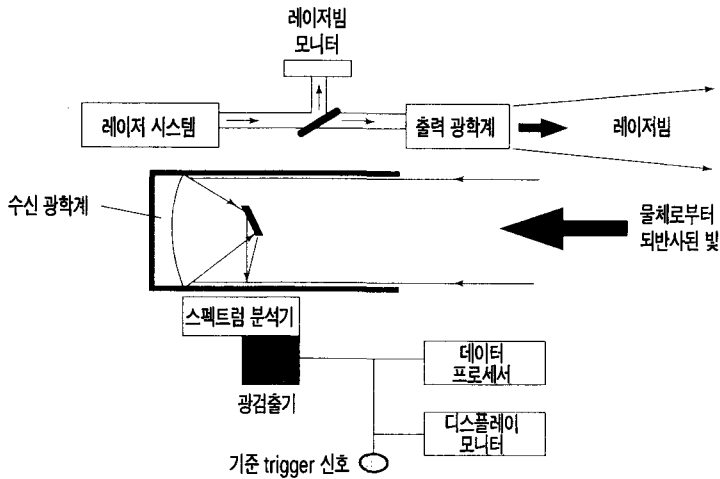 레이저빔
모니터
레이저 시스템
출력 광학계
레이저빔
수신 광학계
물체로부터
되반사된 빛
스펙트럼 분석기
광검출기
데이터
프로세서
디스플레이
모니터
기준 trigger 신호